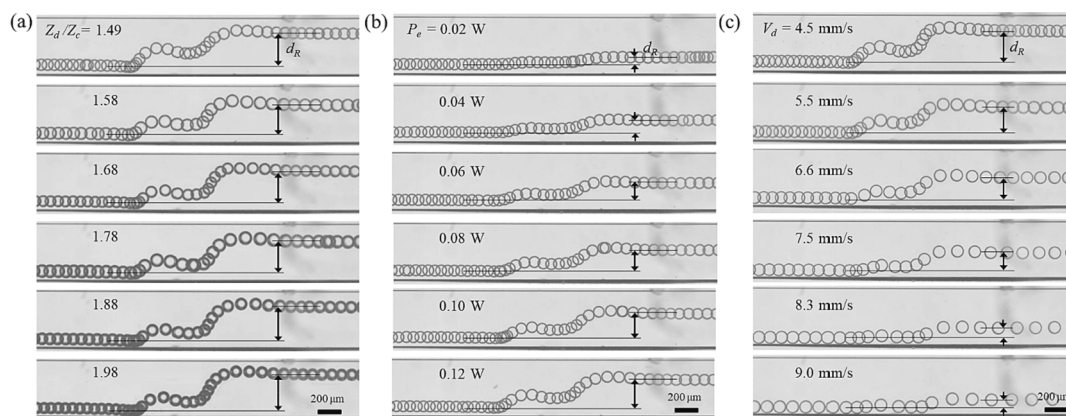 (a)
Z_d/Z_c = 1.49
d_R
1.58
1.68
1.78
1.88
1.98
200 μm
(b)
P_e = 0.02 W
d_R
0.04 W
0.06 W
0.08 W
0.10 W
0.12 W
200 μm
(c)
V_d = 4.5 mm/s
d_R
5.5 mm/s
6.6 mm/s
7.5 mm/s
8.3 mm/s
9.0 mm/s
200